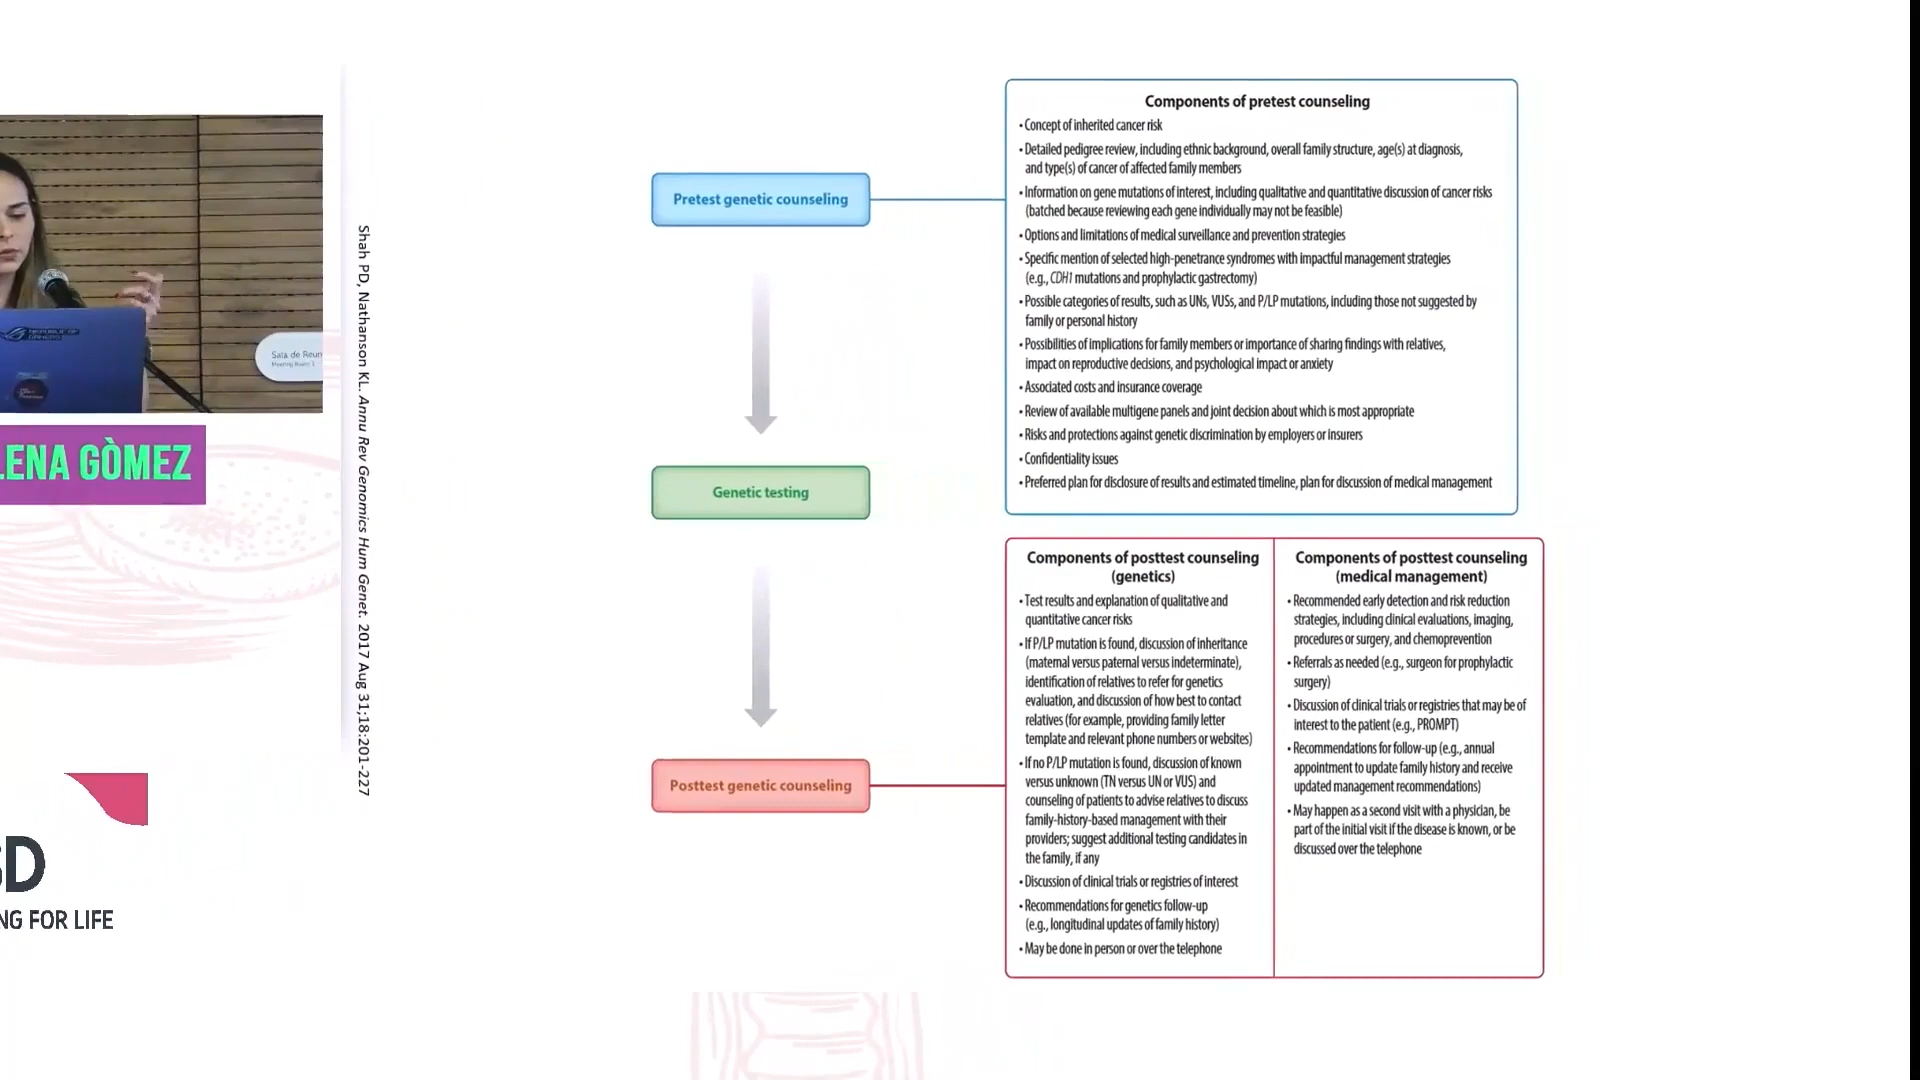 Sala de Reun
Meeting Room 1
LENA GÒMEZ
SD
NG FOR LIFE
Shah PD, Nathanson KL. Annu Rev Genomics Hum Genet. 2017 Aug 31;18:201-227
Pretest genetic counseling
Genetic testing
Posttest genetic counseling
Components of pretest counseling
• Concept of inherited cancer risk
• Detailed pedigree review, including ethnic background, overall family structure, age(s) at diagnosis,
and type(s) of cancer of affected family members
• Information on gene mutations of interest, including qualitative and quantitative discussion of cancer risks
(batched because reviewing each gene individually may not be feasible)
• Options and limitations of medical surveillance and prevention strategies
• Specific mention of selected high-penetrance syndromes with impactful management strategies
(e.g., CDH1 mutations and prophylactic gastrectomy)
• Possible categories of results, such as UNs, VUSs, and P/LP mutations, including those not suggested by
family or personal history
• Possibilities of implications for family members or importance of sharing findings with relatives,
impact on reproductive decisions, and psychological impact or anxiety
• Associated costs and insurance coverage
• Review of available multigene panels and joint decision about which is most appropriate
• Risks and protections against genetic discrimination by employers or insurers
• Confidentiality issues
• Preferred plan for disclosure of results and estimated timeline, plan for discussion of medical management
Components of posttest counseling
(genetics)
• Test results and explanation of qualitative and
quantitative cancer risks
• If P/LP mutation is found, discussion of inheritance
(maternal versus paternal versus indeterminate),
identification of relatives to refer for genetics
evaluation, and discussion of how best to contact
relatives (for example, providing family letter
template and relevant phone numbers or websites)
• If no P/LP mutation is found, discussion of known
versus unknown (TN versus UN or VUS) and
counseling of patients to advise relatives to discuss
family-history-based management with their
providers; suggest additional testing candidates in
the family, if any
• Discussion of clinical trials or registries of interest
• Recommendations for genetics follow-up
(e.g., longitudinal updates of family history)
• May be done in person or over the telephone
Components of posttest counseling
(medical management)
• Recommended early detection and risk reduction
strategies, including clinical evaluations, imaging,
procedures or surgery, and chemoprevention
• Referrals as needed (e.g., surgeon for prophylactic
surgery)
• Discussion of clinical trials or registries that may be of
interest to the patient (e.g., PROMPT)
• Recommendations for follow-up (e.g., annual
appointment to update family history and receive
updated management recommendations)
• May happen as a second visit with a physician, be
part of the initial visit if the disease is known, or be
discussed over the telephone